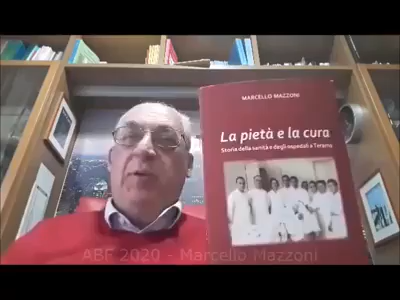 MARCELLO MAZZONI
La pietà e la cura
Storia della sanità e degli ospedali a Teramo
ABF 2020 - Marcello Mazzoni